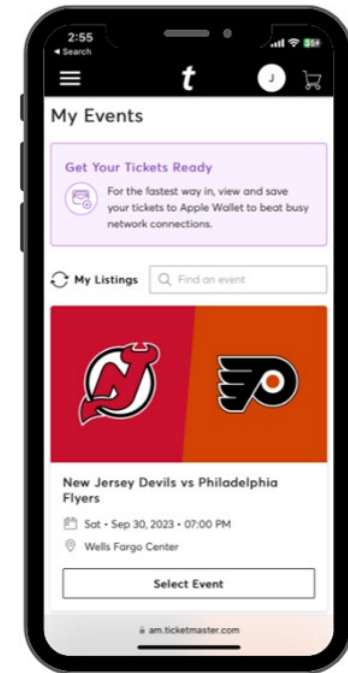 2:55
Search
t
J
My Events
Get Your Tickets Ready
For the fastest way in, view and save
your tickets to Apple Wallet to beat busy
network connections.
My Listings
Find an event
NJ
New Jersey Devils vs Philadelphia
Flyers
Sat • Sep 30, 2023 • 07:00 PM
Wells Fargo Center
Select Event
am.ticketmaster.com